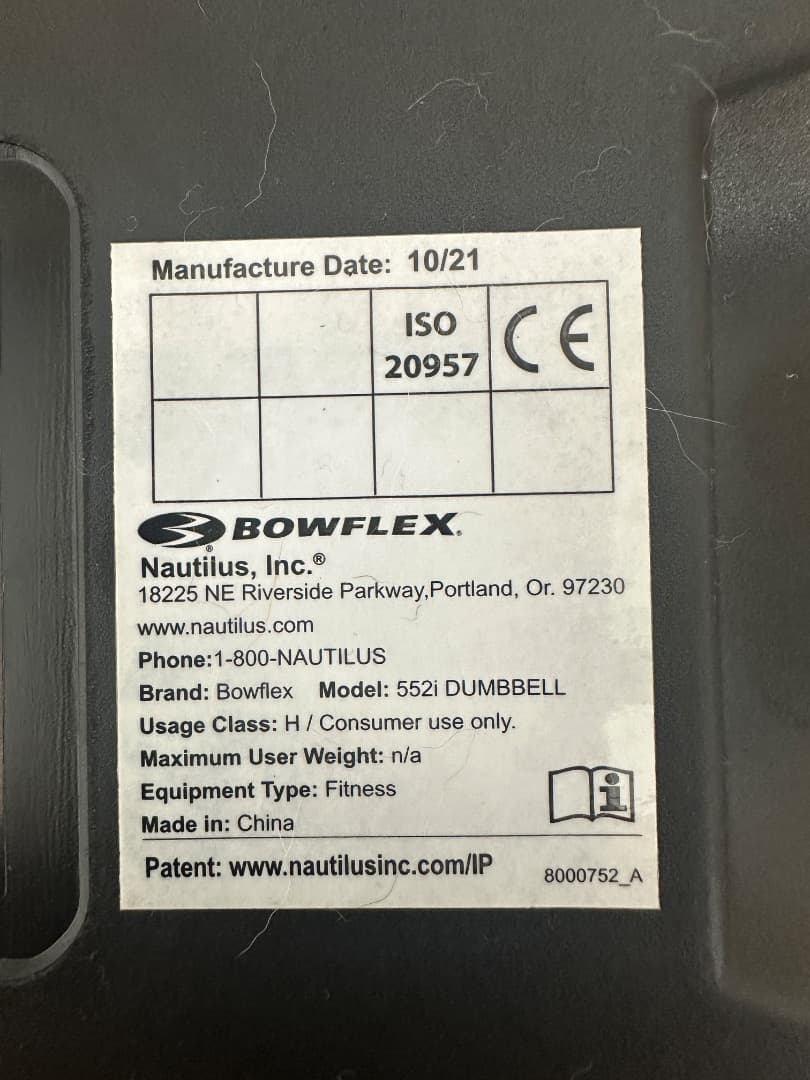 Manufacture Date: 10/21
ISO
20957
CE
BOWFLEX®
Nautilus, Inc.®
18225 NE Riverside Parkway,Portland, Or. 97230
www.nautilus.com
Phone:1-800-NAUTILUS
Brand: Bowflex Model: 552i DUMBBELL
Usage Class: H / Consumer use only.
Maximum User Weight: n/a
Equipment Type: Fitness
Made in: China
Patent: www.nautilusinc.com/IP
8000752_A